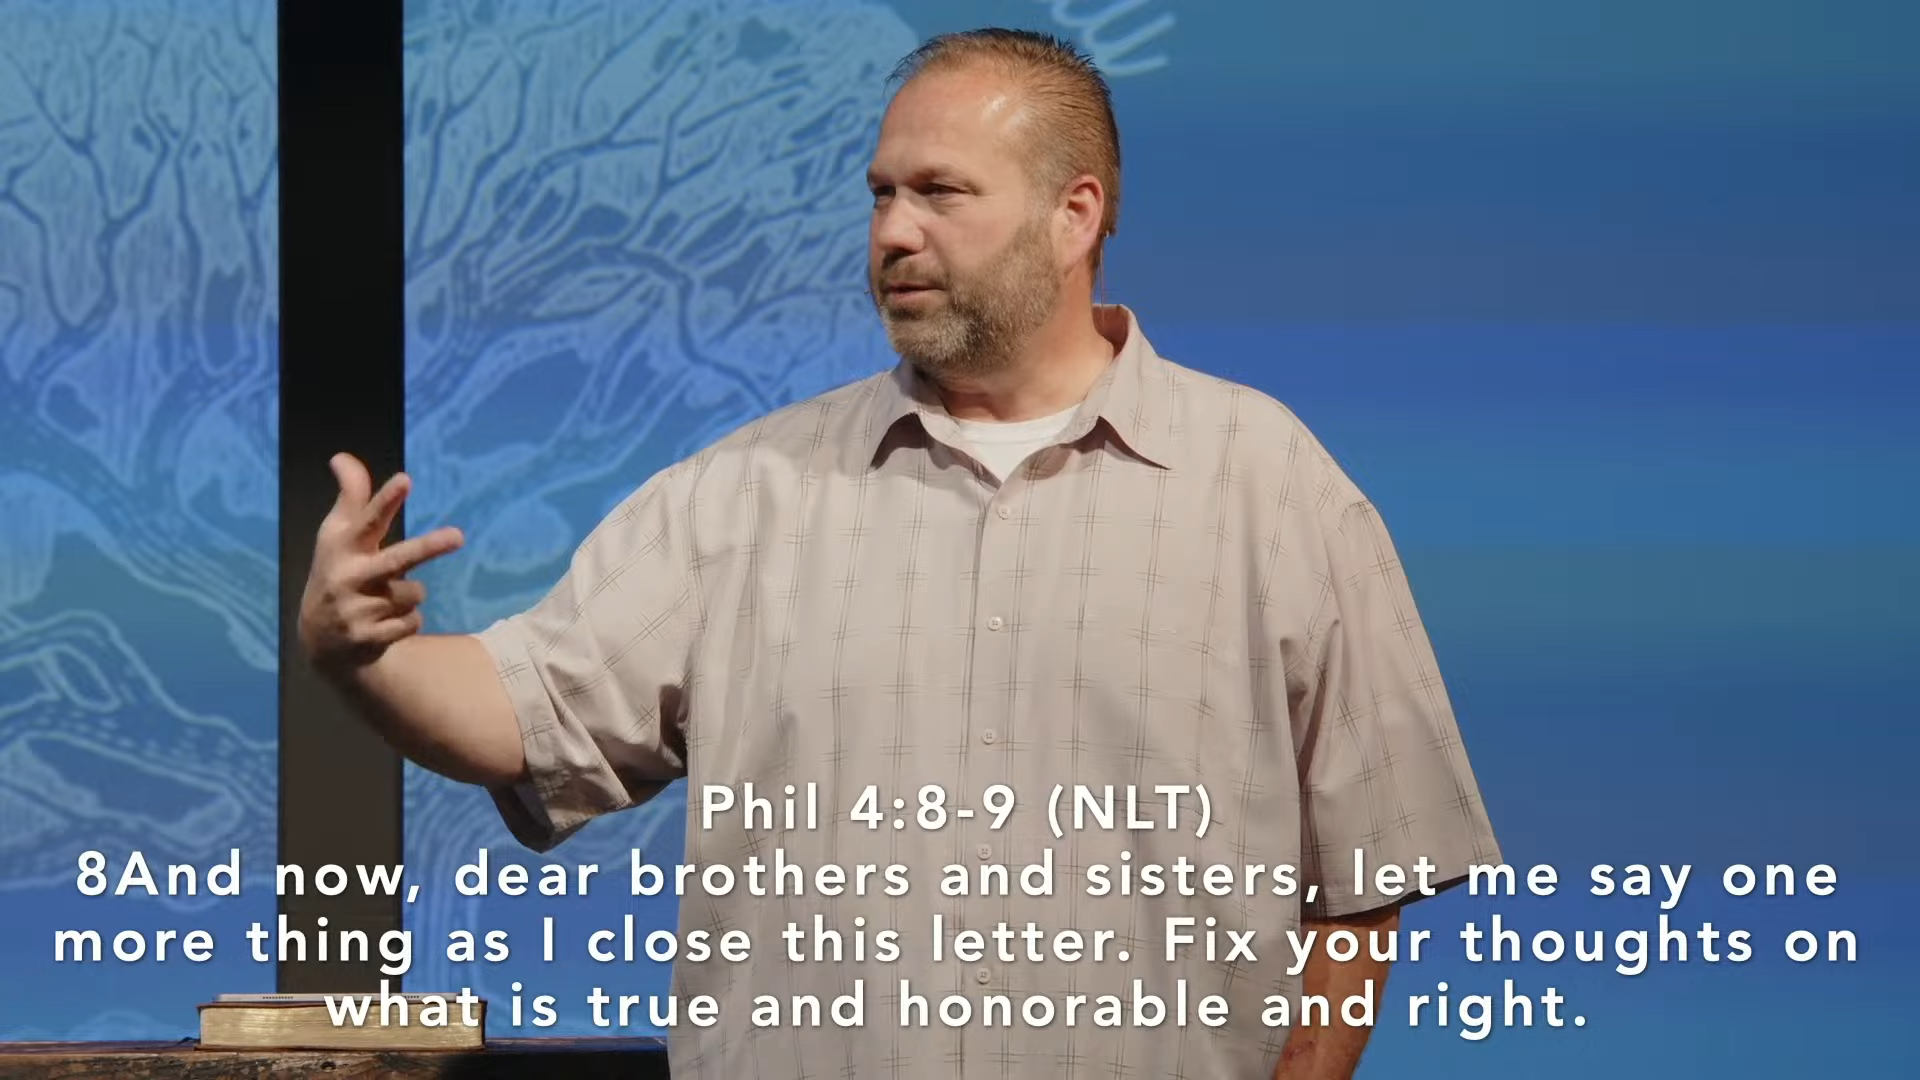 Phil 4:8-9 (NLT)
8And now, dear brothers and sisters, let me say one
more thing as I close this letter. Fix your thoughts on
what is true and honorable and right.